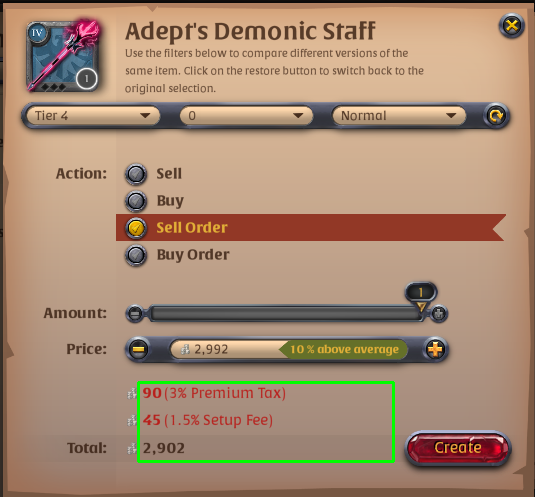 IV
1
Adept's Demonic Staff
Use the filters below to compare different versions of the
same item. Click on the restore button to switch back to the
original selection.
Tier 4 0 Normal
Action: Sell
Buy
Sell Order
Buy Order
1
Amount:
Price: 2,992 10 % above average
90 (3% Premium Tax)
45 (1.5% Setup Fee)
Total: 2,902
Create